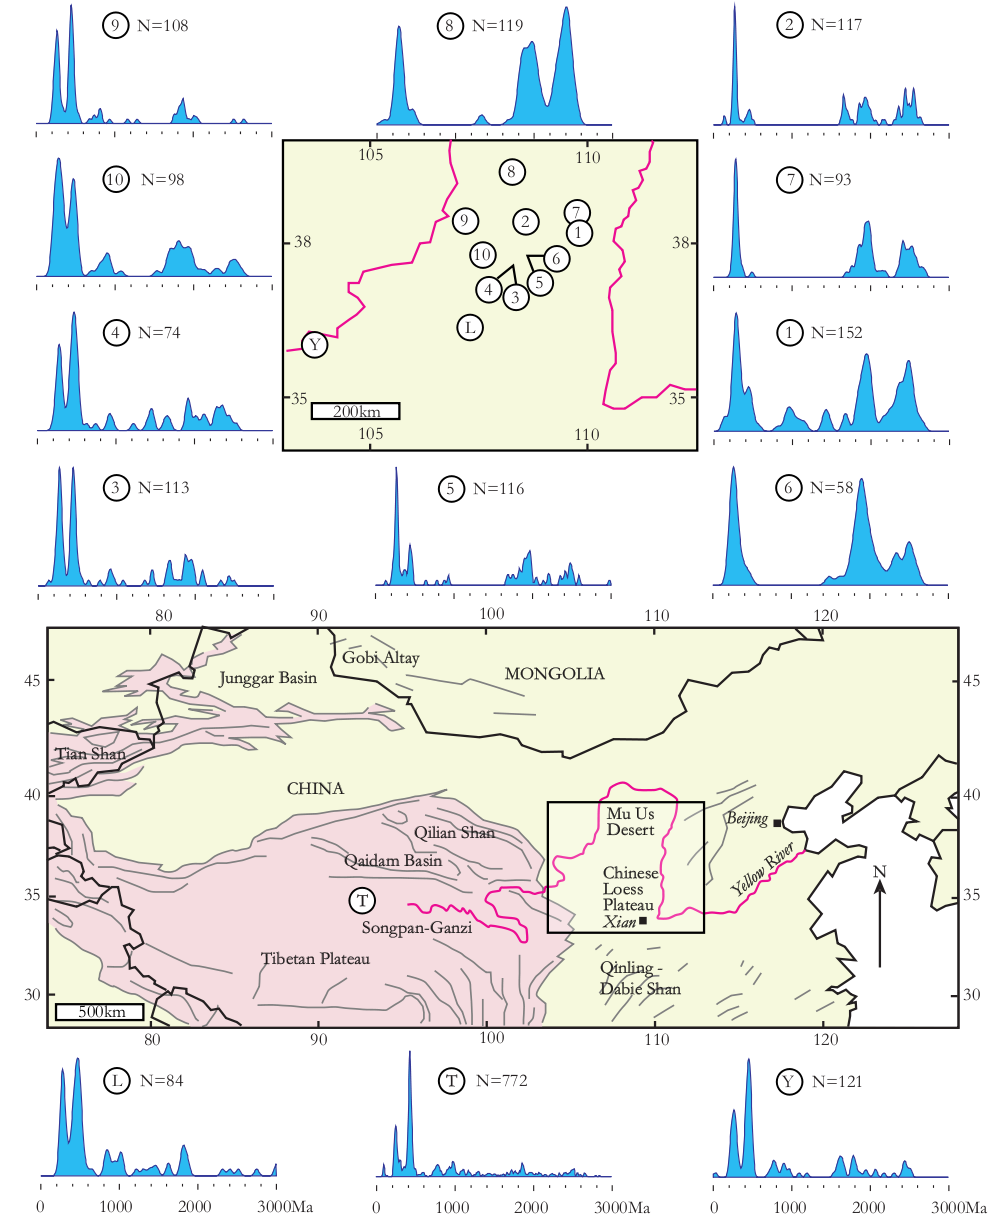 9 N=108
8 N=119
2 N=117
105 110
8
10 N=98
7 N=93
9 2 7
1
38 38
10 6
4 3 5
4 N=74
1 N=152
L
Y
35 35
200km
105 110
3 N=113
5 N=116
6 N=58
80 90 100 110 120
Gobi Altay
MONGOLIA
Junggar Basin
45 45
Tian Shan
CHINA
40 40
Mu Us
Desert
Beijing
Qilian Shan
Qaidam Basin
Yellow River
Chinese
Loess
Plateau
Xian
N
35 35
T
Songpan-Ganzi
Tibetan Plateau
Qinling -
Dabie Shan
30 30
500km
80 90 100 110 120
L N=84
T N=772
Y N=121
0 1000 2000 3000Ma
0 1000 2000 3000Ma
0 1000 2000 3000Ma